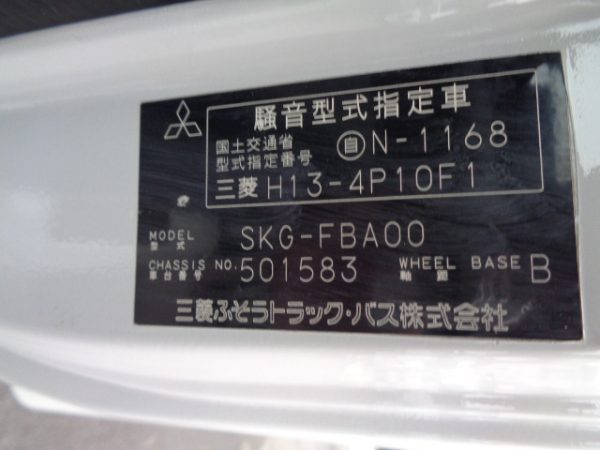 騒音型式指定車
国土交通省
型式指定番号 自N-1168
三菱 H13-4P10F1
MODEL
型式 SKG-FBA00
CHASSIS NO. 501583 WHEEL BASE B
車台番号 軸距
三菱ふそうトラック・バス株式会社